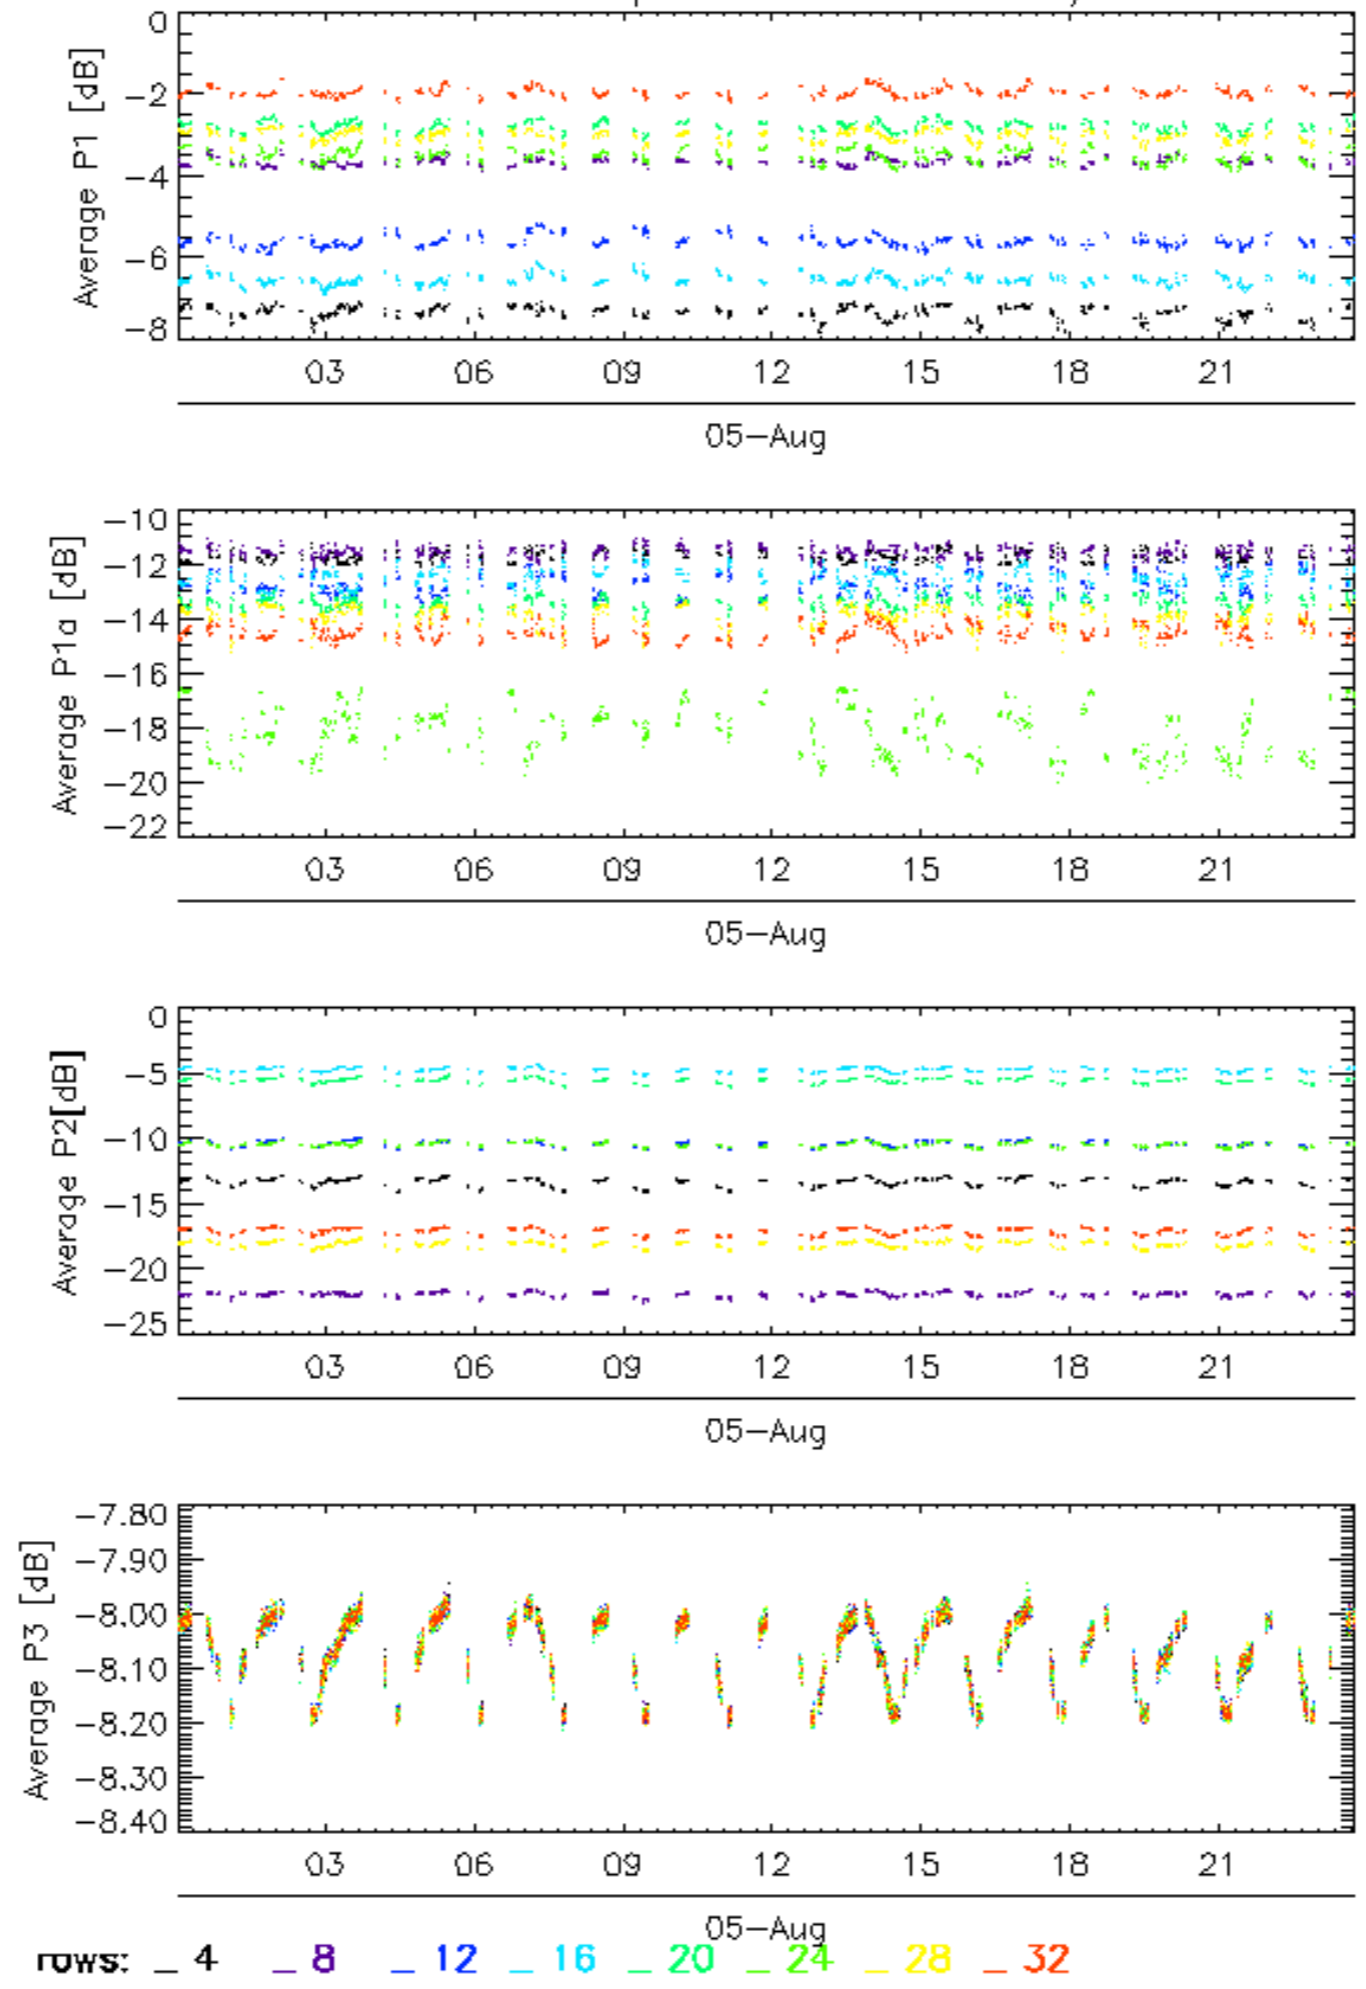 0
−2
−4
−6
−8
Average P1 [dB]
03 06 09 12 15 18 21
05−Aug
−10
−12
−14
−16
−18
−20
−22
Average P1a [dB]
03 06 09 12 15 18 21
05−Aug
0
−5
−10
−15
−20
−25
Average P2[dB]
03 06 09 12 15 18 21
05−Aug
−7.80
−7.90
−8.00
−8.10
−8.20
−8.30
−8.40
Average P3 [dB]
03 06 09 12 15 18 21
05−Aug
rows: _ 4 _ 8 _ 12 _ 16 _ 20 _ 24 _ 28 _ 32